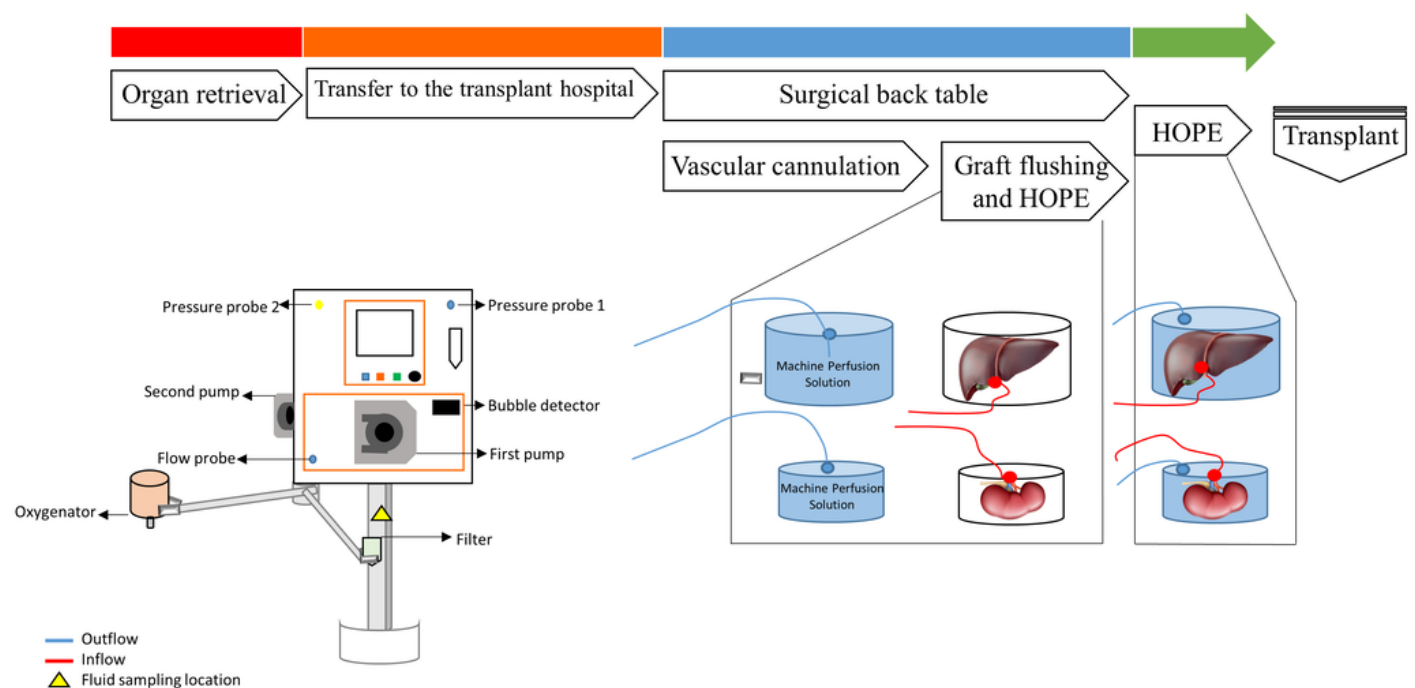 Organ retrieval
Transfer to the transplant hospital
Surgical back table
HOPE
Transplant
Vascular cannulation
Graft flushing
and HOPE
Pressure probe 2
Pressure probe 1
Second pump
Bubble detector
Flow probe
First pump
Oxygenator
Filter
Machine Perfusion
Solution
Machine Perfusion
Solution
Outflow
Inflow
Fluid sampling location